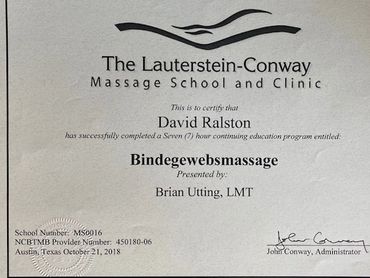 The Lauterstein-Conway
Massage School and Clinic
This is to certify that
David Ralston
has successfully completed a Seven (7) hour continuing education program entitled:
Bindegewebsmassage
Presented by:
Brian Utting, LMT
School Number: MS0016
NCBTMB Provider Number: 450180-06
Austin, Texas October 21, 2018
John Conway
John Conway, Administrator